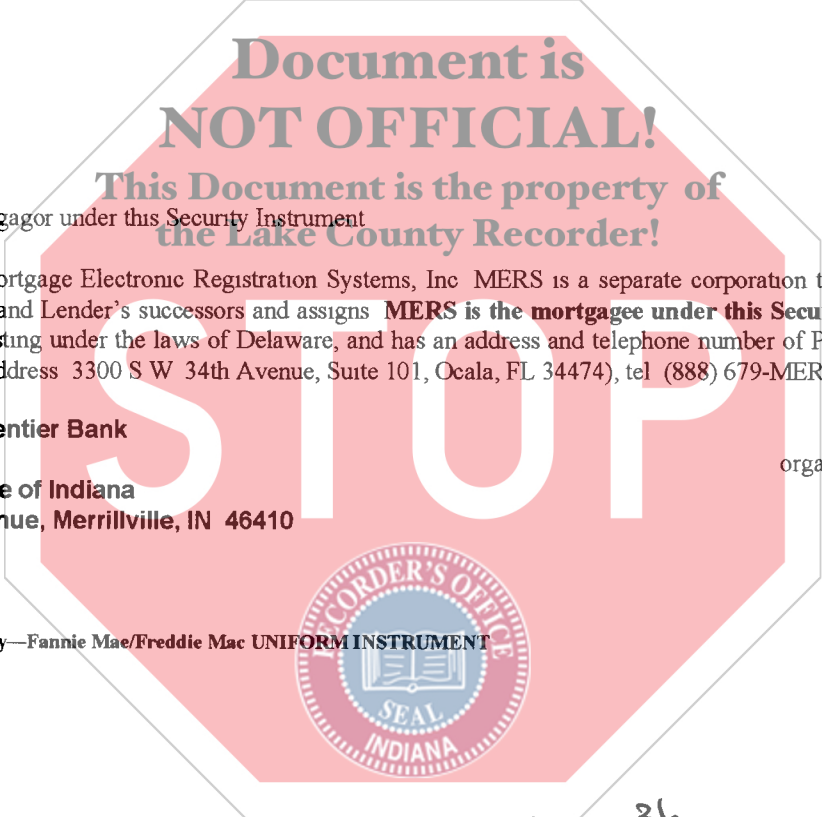 Document is
NOT OFFICIAL!
This Document is the property of
gagor under this Security Instrument
the Lake County Recorder!
ortgage Electronic Registration Systems, Inc MERS is a separate corporation t
and Lender's successors and assigns MERS is the mortgagee under this Secu
sting under the laws of Delaware, and has an address and telephone number of P
ddress 3300 S W 34th Avenue, Suite 101, Ocala, FL 34474), tel (888) 679-MER
STOP
entier Bank
orga
e of Indiana
nue, Merrillville, IN 46410
y—Fannie Mae/Freddie Mac UNIFORM INSTRUMENT
RECORDER'S OFFICE
SEAL
INDIANA